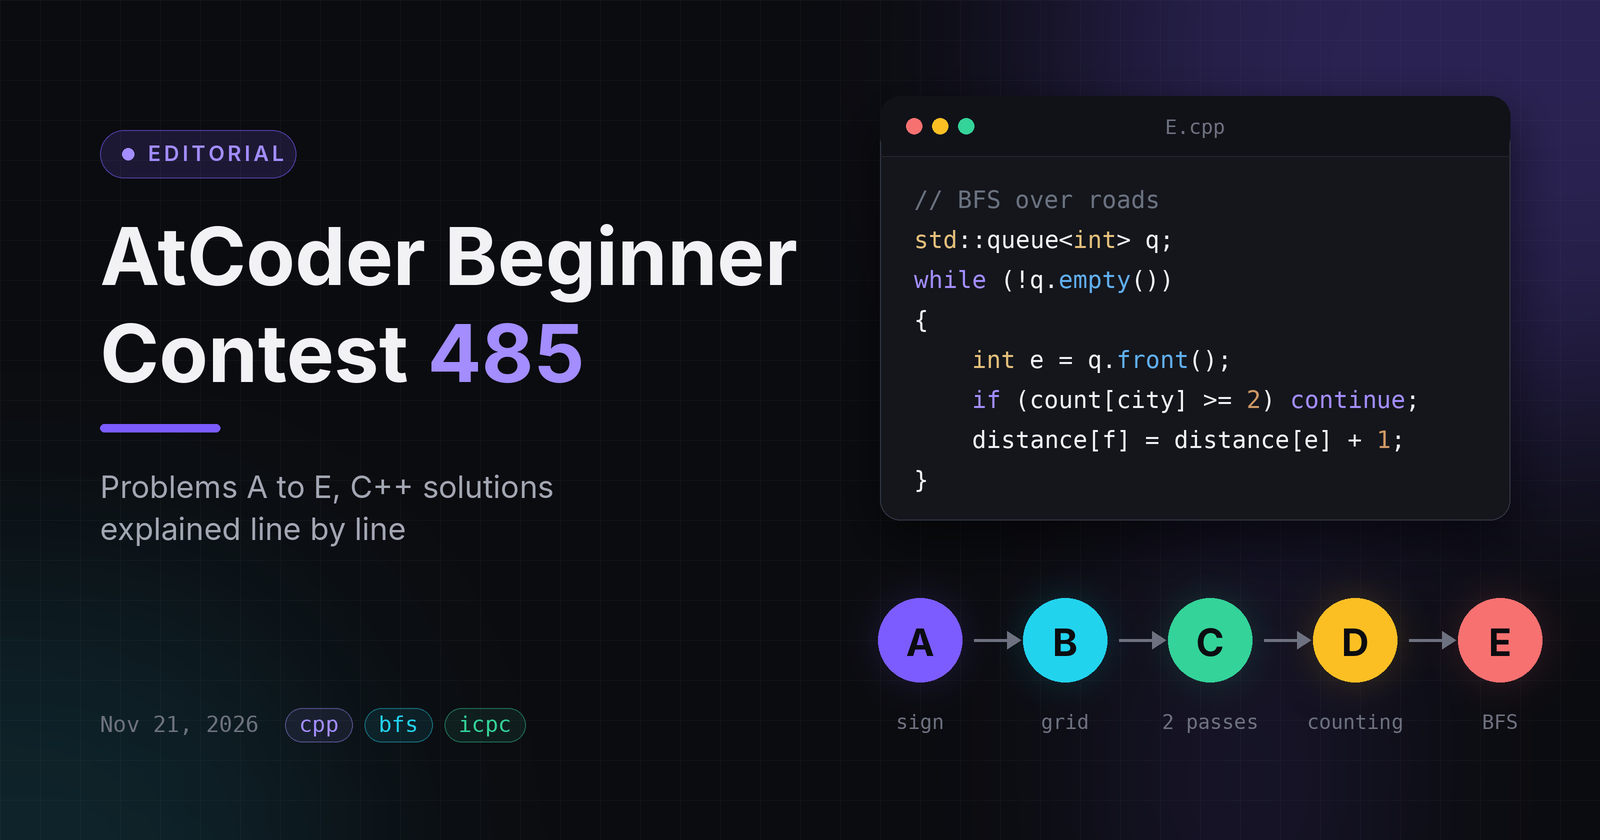 EDITORIAL
AtCoder Beginner
Contest 485
Problems A to E, C++ solutions
explained line by line
Nov 21, 2026 cpp bfs icpc
E.cpp
// BFS over roads
std::queue<int> q;
while (!q.empty())
{
    int e = q.front();
    if (count[city] >= 2) continue;
    distance[f] = distance[e] + 1;
}
A B C D E
sign grid 2 passes counting BFS